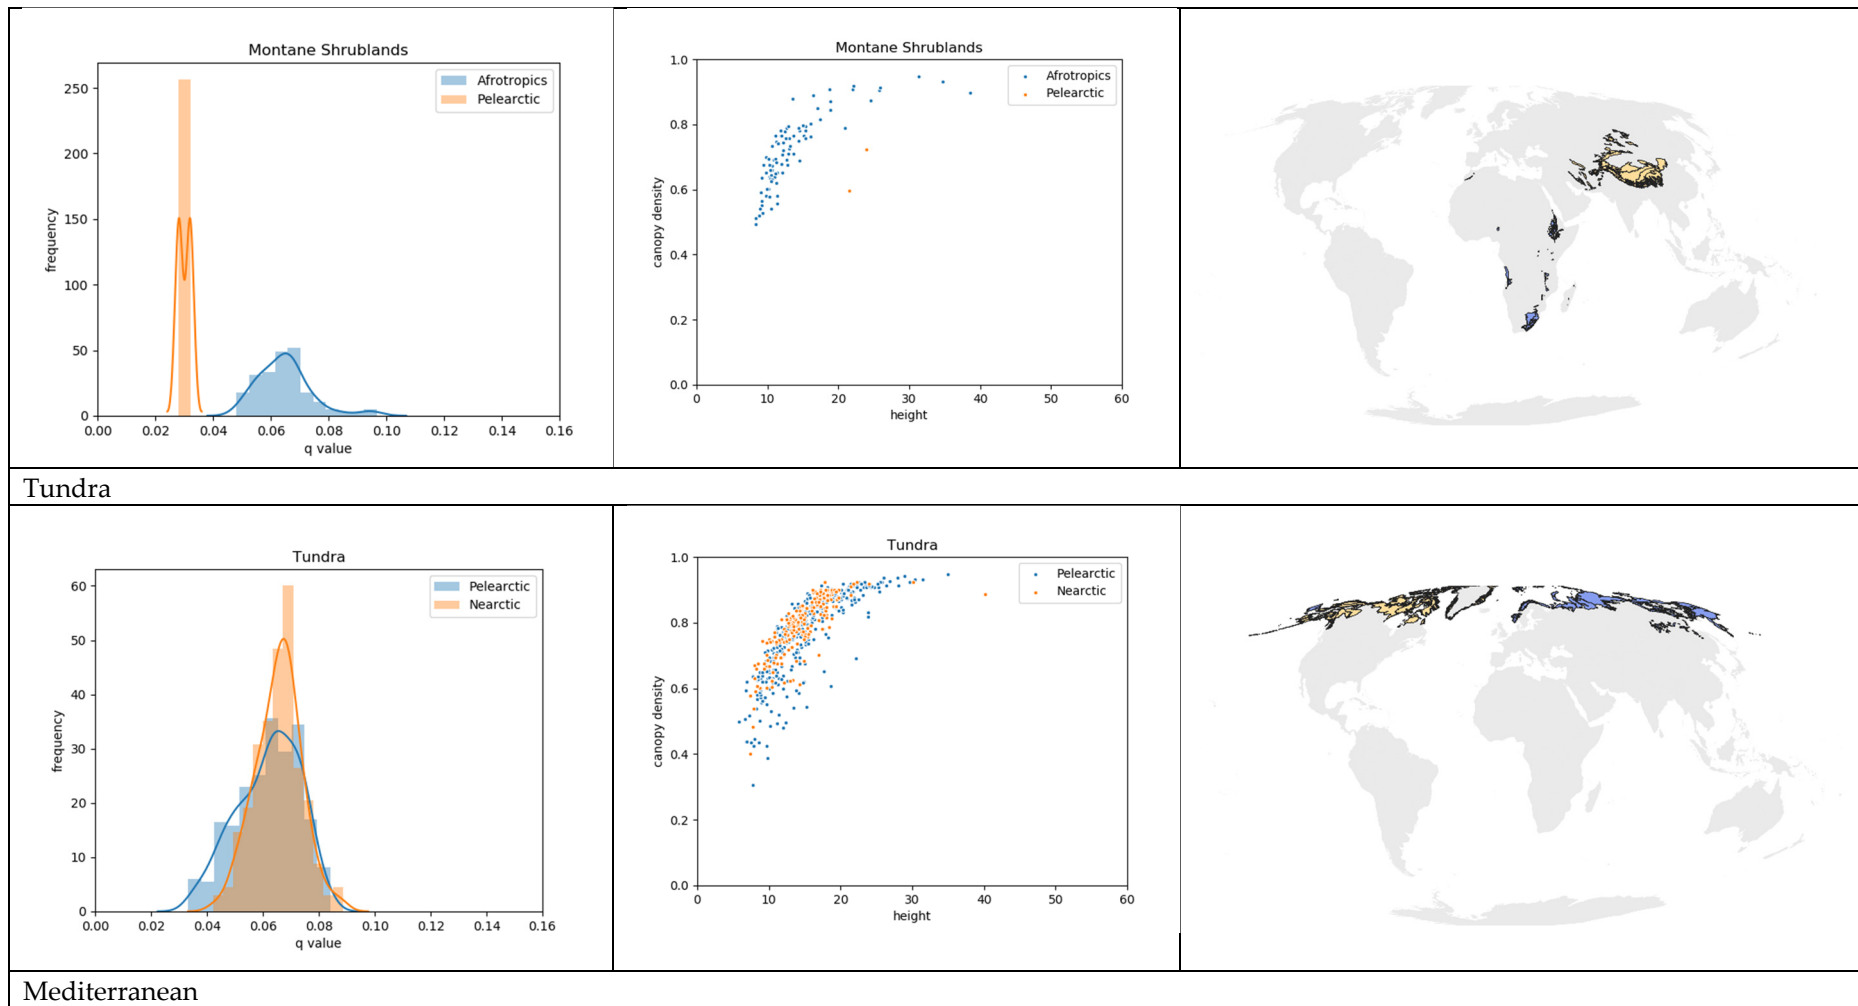 Montane Shrublands
Afrotropics
Pelearctic
250
200
150
100
50
0
frequency
0.00 0.02 0.04 0.06 0.08 0.10 0.12 0.14 0.16
q value
Montane Shrublands
Afrotropics
Pelearctic
1.0
0.8
0.6
0.4
0.2
0.0
canopy density
0 10 20 30 40 50 60
height
Tundra
Tundra
Pelearctic
Nearctic
60
50
40
30
20
10
0
frequency
0.00 0.02 0.04 0.06 0.08 0.10 0.12 0.14 0.16
q value
Tundra
Pelearctic
Nearctic
1.0
0.8
0.6
0.4
0.2
0.0
canopy density
0 10 20 30 40 50 60
height
Mediterranean